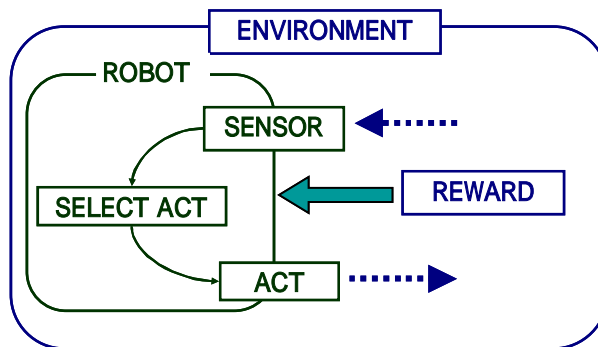 ENVIRONMENT
ROBOT
SENSOR
SELECT ACT
REWARD
ACT